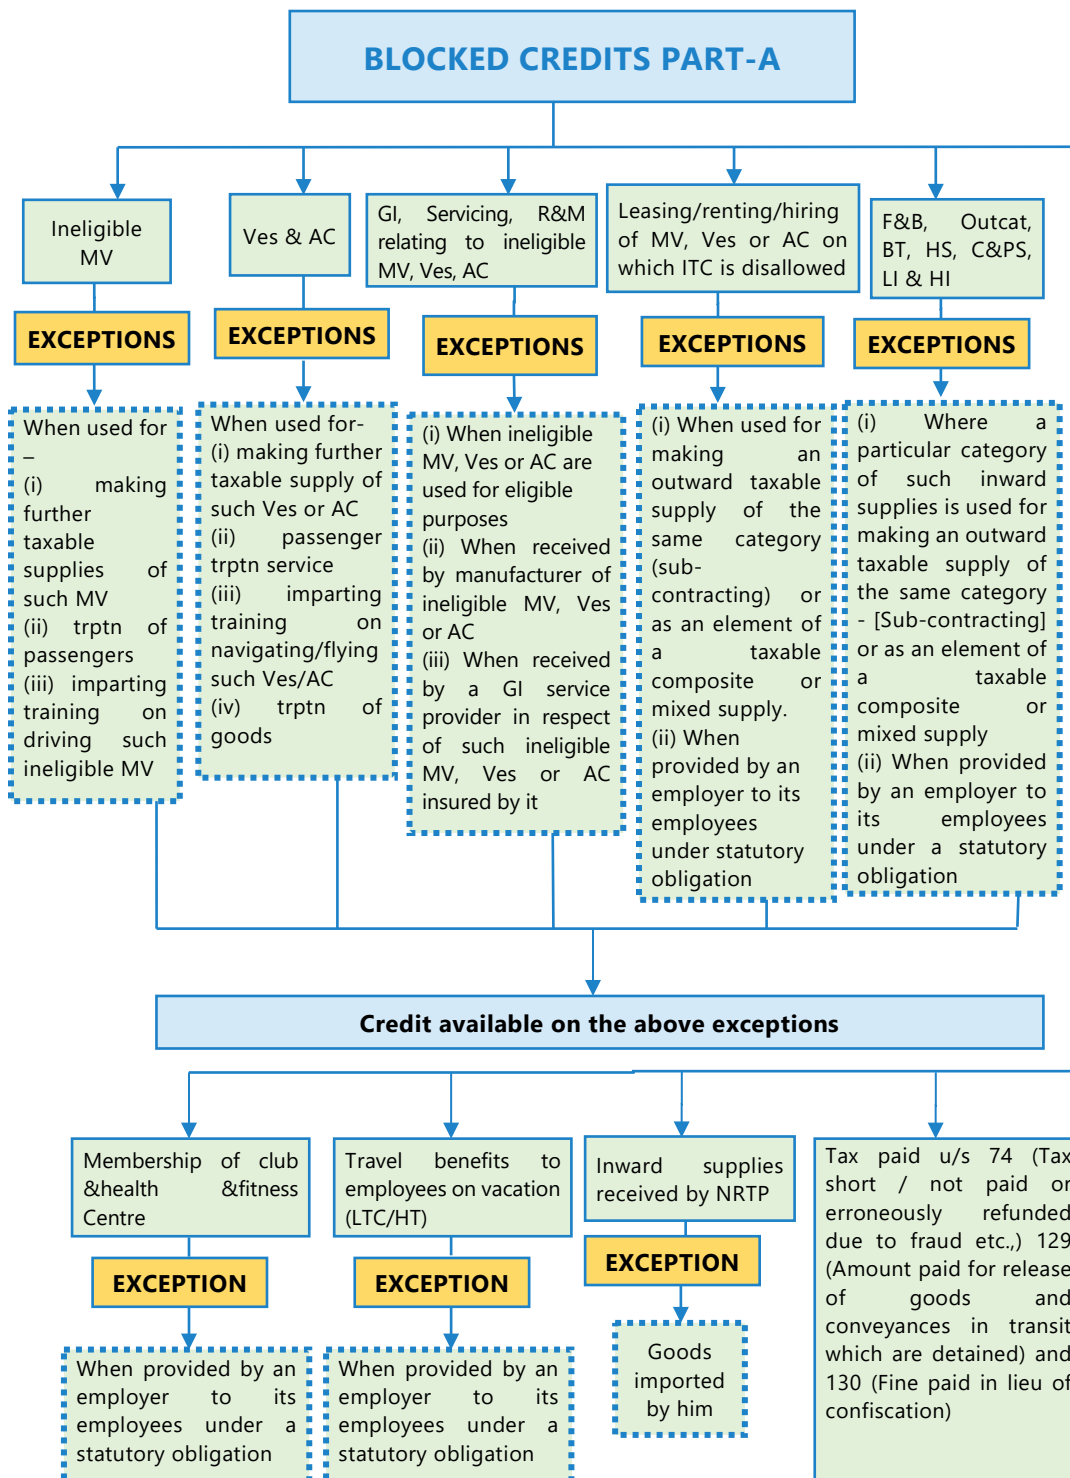 BLOCKED CREDITS PART-A
Ineligible
MV
Ves & AC
GI, Servicing, R&M
relating to ineligible
MV, Ves, AC
Leasing/renting/hiring
of MV, Ves or AC on
which ITC is disallowed
F&B, Outcat,
BT, HS, C&PS,
LI & HI
EXCEPTIONS
EXCEPTIONS
EXCEPTIONS
EXCEPTIONS
EXCEPTIONS
When used for
–
(i) making
further
taxable
supplies of
such MV
(ii) trptn of
passengers
(iii) imparting
training on
driving such
ineligible MV
When used for-
(i) making further
taxable supply of
such Ves or AC
(ii) passenger
trptn service
(iii) imparting
training on
navigating/flying
such Ves/AC
(iv) trptn of
goods
(i) When ineligible
MV, Ves or AC are
used for eligible
purposes
(ii) When received
by manufacturer of
ineligible MV, Ves
or AC
(iii) When received
by a GI service
provider in respect
of such ineligible
MV, Ves or AC
insured by it
(i) When used for
making an
outward taxable
supply of the
same category
(sub-
contracting) or
as an element of
a taxable
composite or
mixed supply.
(ii) When
provided by an
employer to its
employees
under statutory
obligation
(i) Where a
particular category
of such inward
supplies is used for
making an outward
taxable supply of
the same category
- [Sub-contracting]
or as an element of
a taxable
composite or
mixed supply
(ii) When provided
by an employer to
its employees
under a statutory
obligation
Credit available on the above exceptions
Membership of club
&health &fitness
Centre
Travel benefits to
employees on vacation
(LTC/HT)
Inward supplies
received by NRTP
Tax paid u/s 74 (Tax
short / not paid or
erroneously refunded
due to fraud etc.,) 129
(Amount paid for release
of goods and
conveyances in transit
which are detained) and
130 (Fine paid in lieu of
confiscation)
EXCEPTION
EXCEPTION
EXCEPTION
When provided by an
employer to its
employees under a
statutory obligation
When provided by an
employer to its
employees under a
statutory obligation
Goods
imported
by him